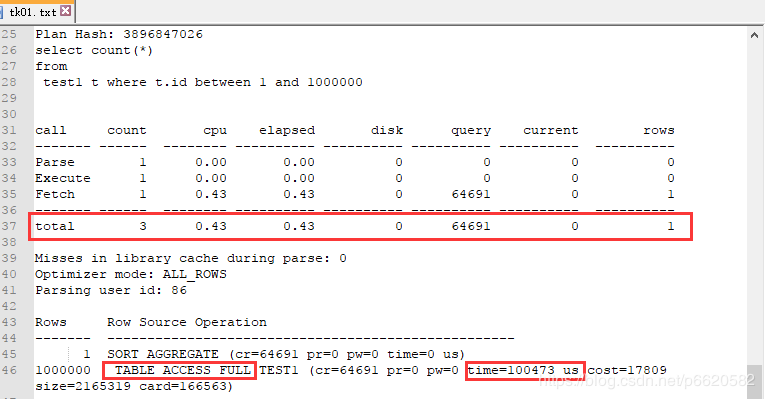 tk01.txt
25 Plan Hash: 3896847026
26 select count(*)
27 from
28 test1 t where t.id between 1 and 1000000
29
30
31 call count cpu elapsed disk query current rows
32 ------- ------ -------- ---------- ---------- ---------- ---------- ----------
33 Parse 1 0.00 0.00 0 0 0 0
34 Execute 1 0.00 0.00 0 0 0 0
35 Fetch 1 0.43 0.43 0 64691 0 1
36 ------- ------ -------- ---------- ---------- ---------- ---------- ----------
37 total 3 0.43 0.43 0 64691 0 1
38
39 Misses in library cache during parse: 0
40 Optimizer mode: ALL_ROWS
41 Parsing user id: 86
42
43 Rows Row Source Operation
44 ------- ---------------------------------------------------
45 1 SORT AGGREGATE (cr=64691 pr=0 pw=0 time=0 us)
46 1000000 TABLE ACCESS FULL TEST1 (cr=64691 pr=0 pw=0 time=100473 us cost=17809
size=2165319 card=166563)
47
https://blog.csdn.net/p6620582